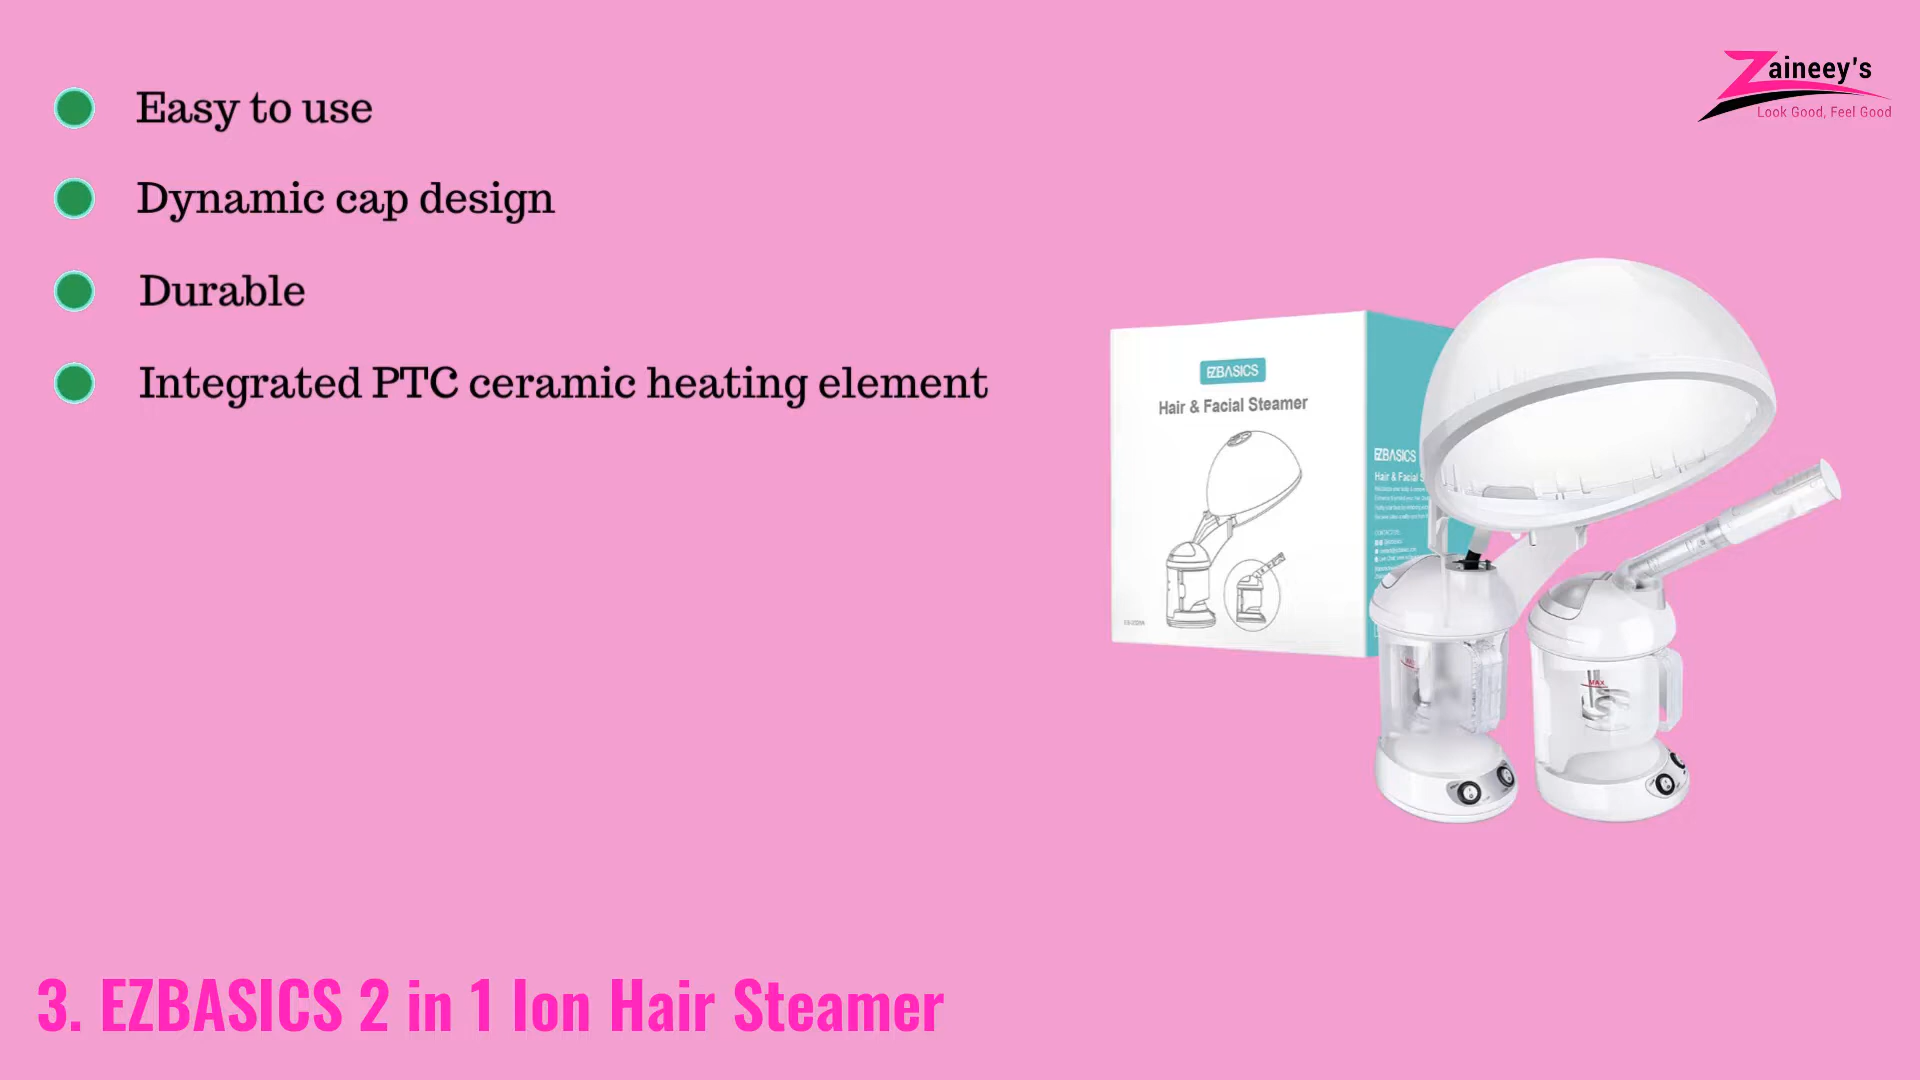 Zaineey's
Look Good, Feel Good
Easy to use
Dynamic cap design
Durable
Integrated PTC ceramic heating element
EZBASICS
Hair & Facial Steamer
EZBASICS
Hair & Facial S
MAX
3. EZBASICS 2 in 1 Ion Hair Steamer